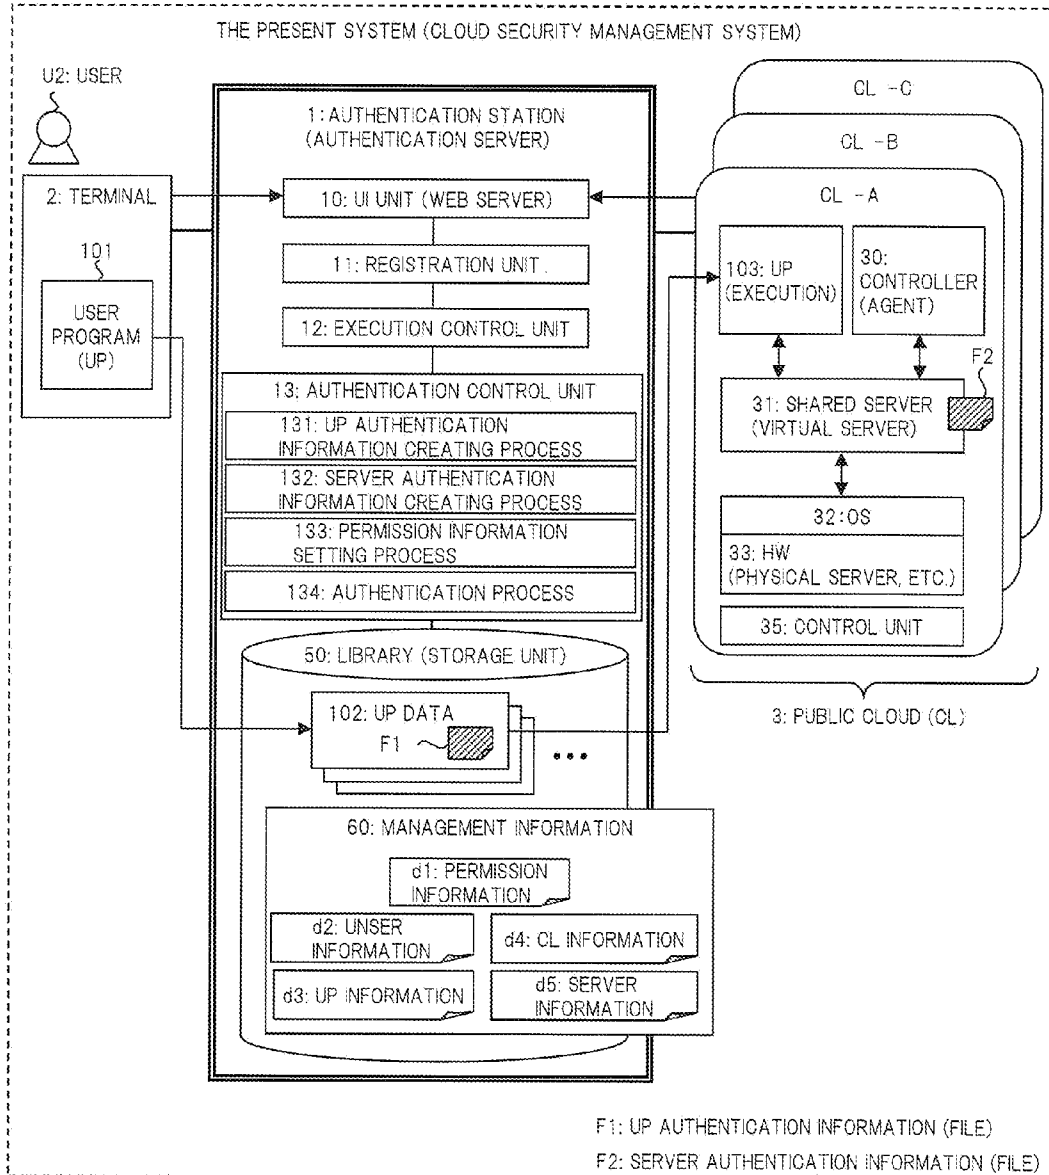 THE PRESENT SYSTEM (CLOUD SECURITY MANAGEMENT SYSTEM)
U2: USER
2: TERMINAL
101
USER
PROGRAM
(UP)
1: AUTHENTICATION STATION
(AUTHENTICATION SERVER)
10: UI UNIT (WEB SERVER)
11: REGISTRATION UNIT
12: EXECUTION CONTROL UNIT
13: AUTHENTICATION CONTROL UNIT
131: UP AUTHENTICATION
INFORMATION CREATING PROCESS
132: SERVER AUTHENTICATION
INFORMATION CREATING PROCESS
133: PERMISSION INFORMATION
SETTING PROCESS
134: AUTHENTICATION PROCESS
50: LIBRARY (STORAGE UNIT)
102: UP DATA
F1
•••
60: MANAGEMENT INFORMATION
d1: PERMISSION
INFORMATION
d2: UNSER
INFORMATION
d4: CL INFORMATION
d3: UP INFORMATION
d5: SERVER
INFORMATION
CL -C
CL -B
CL -A
103: UP
(EXECUTION)
30:
CONTROLLER
(AGENT)
F2
31: SHARED SERVER
(VIRTUAL SERVER)
32:OS
33: HW
(PHYSICAL SERVER, ETC.)
35: CONTROL UNIT
3: PUBLIC CLOUD (CL)
F1: UP AUTHENTICATION INFORMATION (FILE)
F2: SERVER AUTHENTICATION INFORMATION (FILE)